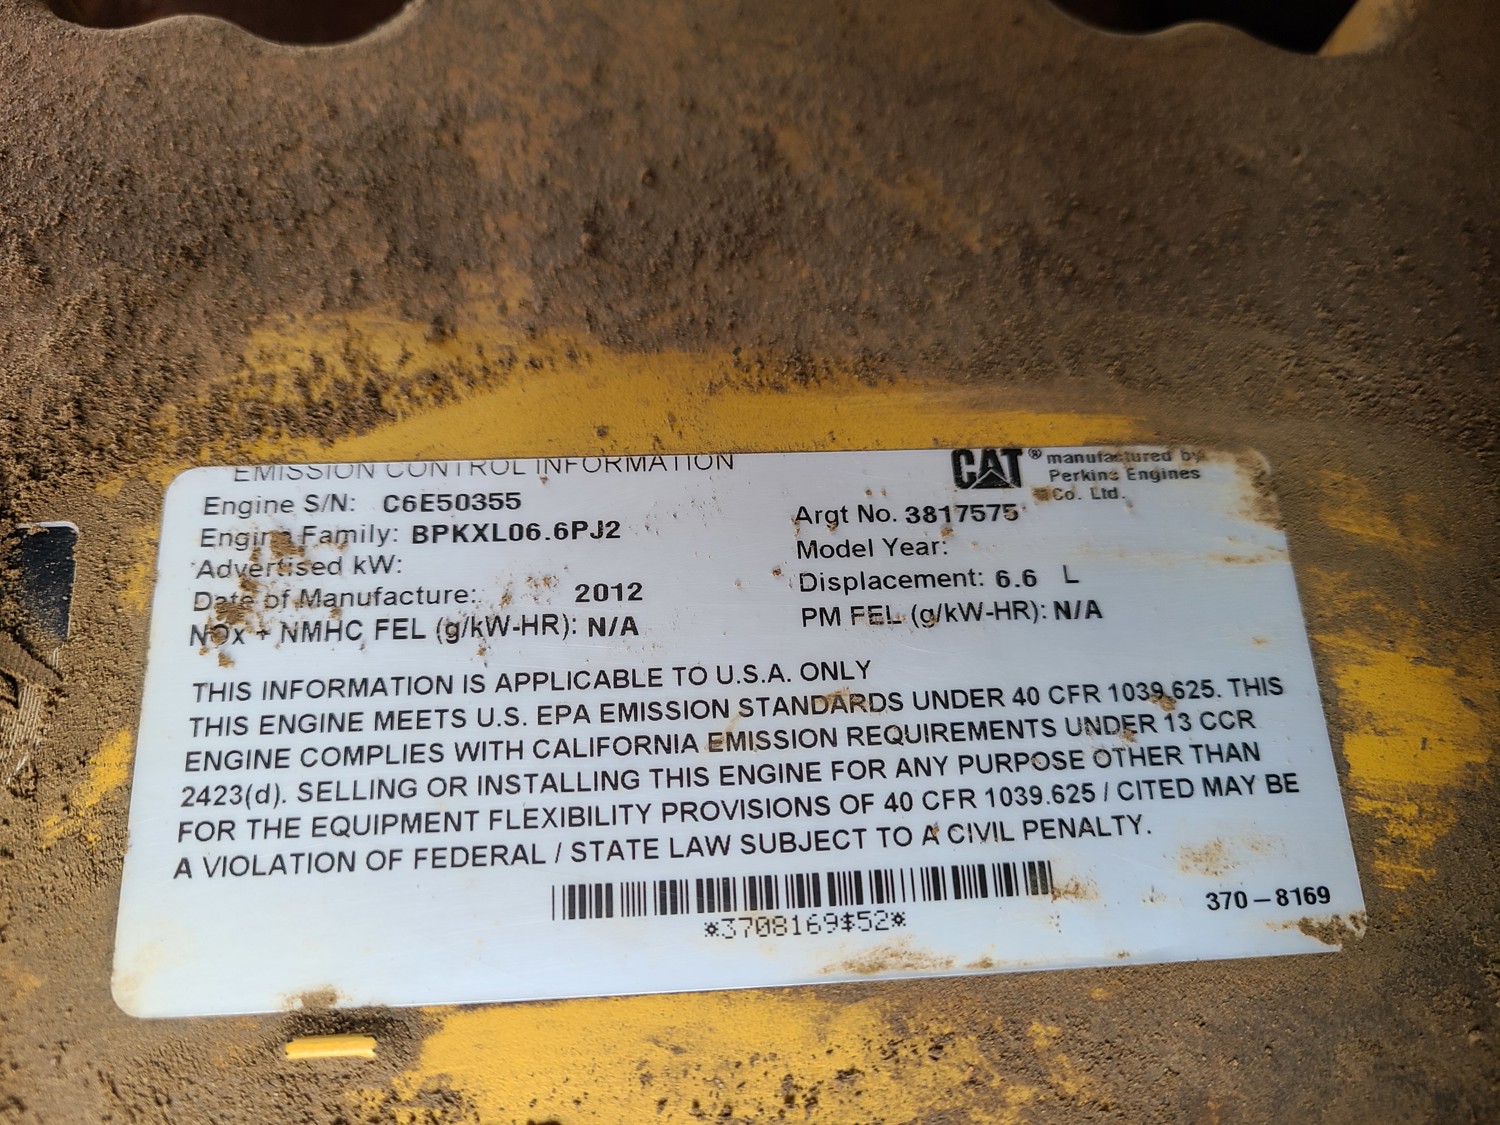 EMISSION CONTROL INFORMATION
CAT® manufactured by
Perkins Engines
Co. Ltd.
Engine S/N: C6E50355
Argt No. 3817575
Engine Family: BPKXL06.6PJ2
Model Year:
Advertised kW:
Displacement: 6.6 L
Date of Manufacture: 2012
PM FEL (g/kW-HR): N/A
NOx + NMHC FEL (g/kW-HR): N/A
THIS INFORMATION IS APPLICABLE TO U.S.A. ONLY
THIS ENGINE MEETS U.S. EPA EMISSION STANDARDS UNDER 40 CFR 1039.625. THIS
ENGINE COMPLIES WITH CALIFORNIA EMISSION REQUIREMENTS UNDER 13 CCR
2423(d). SELLING OR INSTALLING THIS ENGINE FOR ANY PURPOSE OTHER THAN
FOR THE EQUIPMENT FLEXIBILITY PROVISIONS OF 40 CFR 1039.625 / CITED MAY BE
A VIOLATION OF FEDERAL / STATE LAW SUBJECT TO A CIVIL PENALTY.
*3708169$52*
370-8169